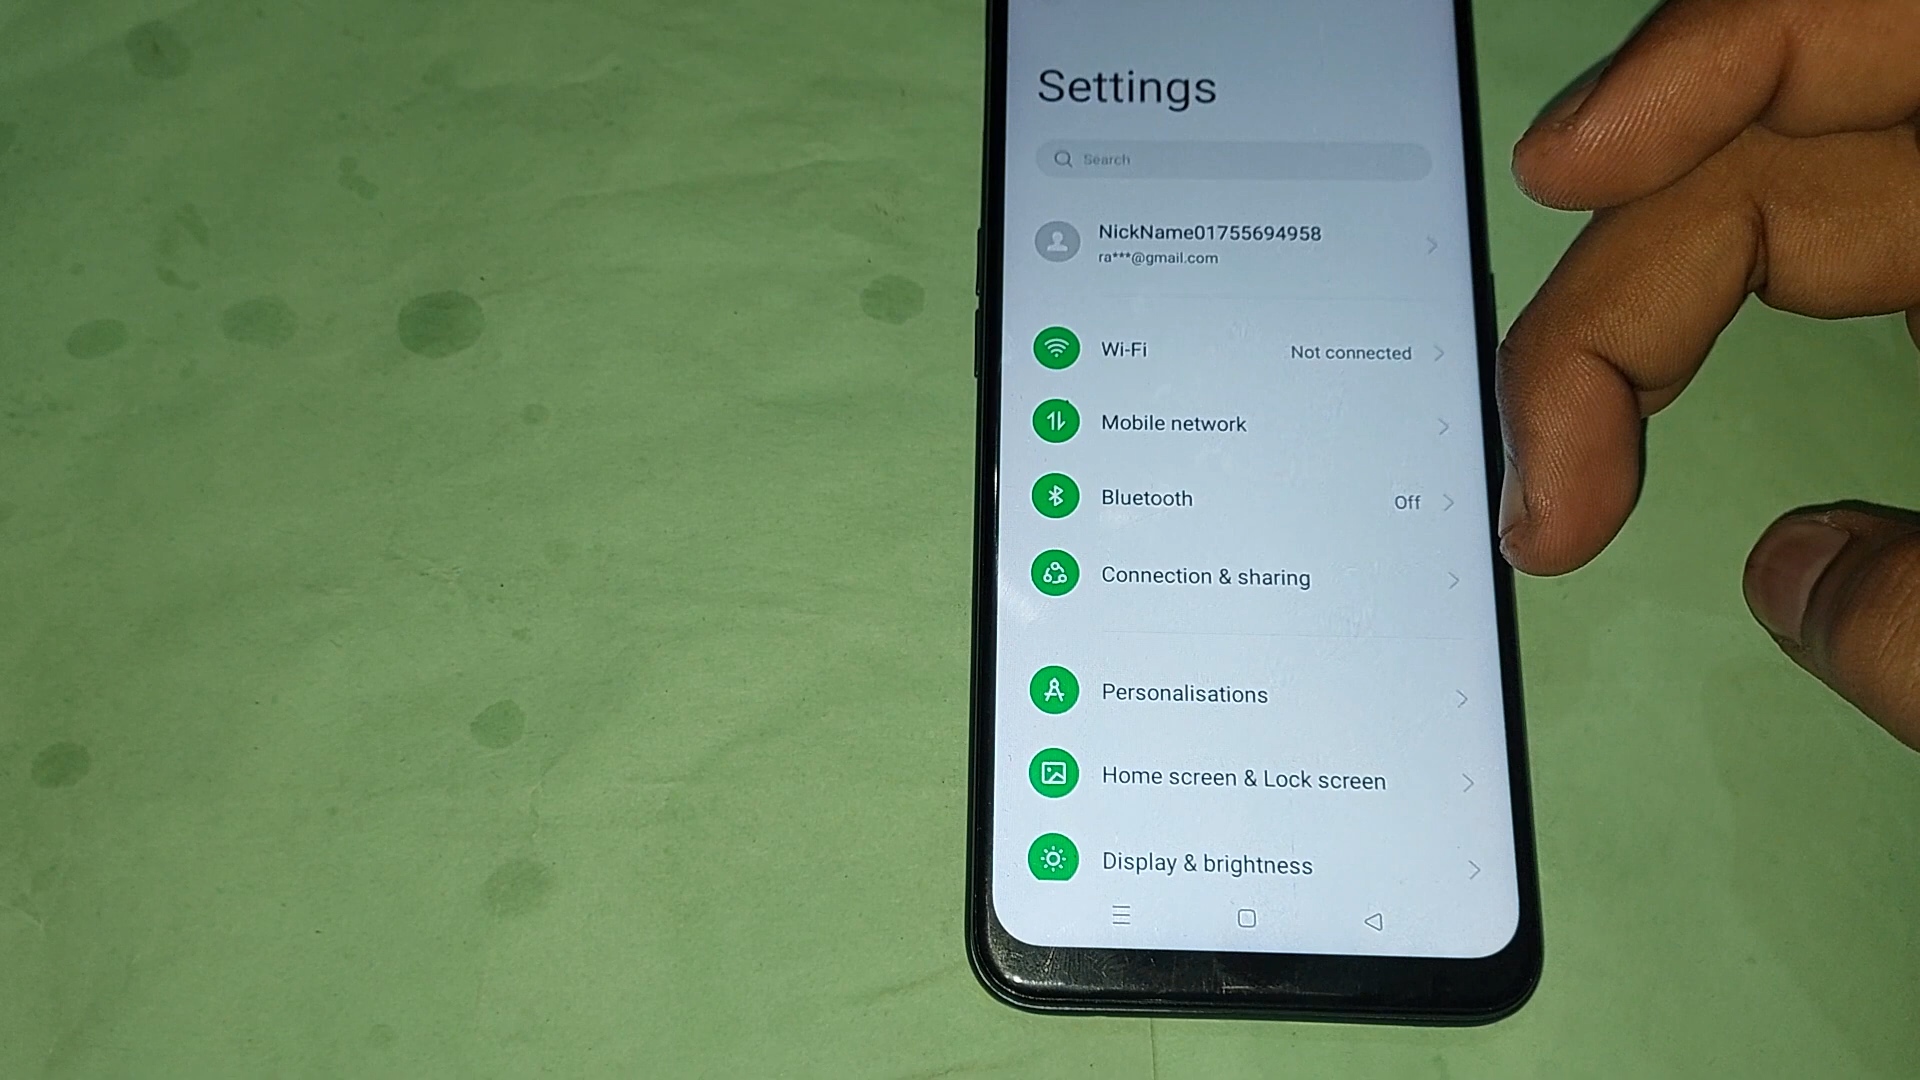 Settings
Search
NickName01755694958
ra***@gmail.com
Wi-Fi Not connected
Mobile network
Bluetooth Off
Connection & sharing
Personalisations
Home screen & Lock screen
Display & brightness